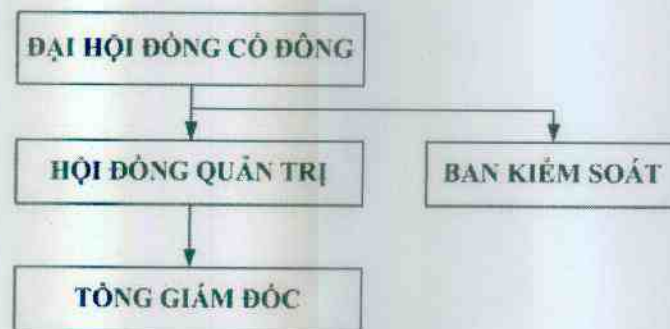 ĐẠI HỘI ĐỒNG CỔ ĐÔNG
HỘI ĐỒNG QUẢN TRỊ
BAN KIỂM SOÁT
TỔNG GIÁM ĐỐC